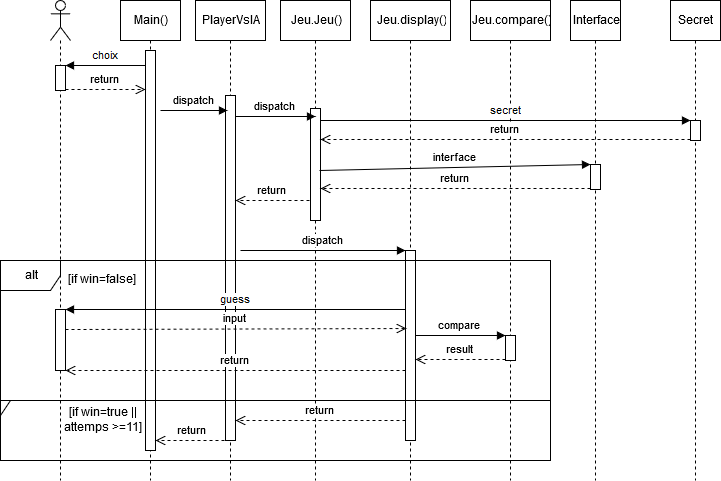 Main()
PlayerVsIA
Jeu.Jeu()
Jeu.display()
Jeu.compare()
Interface
Secret
choix
return
dispatch
dispatch
secret
return
interface
return
return
dispatch
alt
[if win=false]
guess
input
compare
result
return
[if win=true ||
attemps >=11]
return
return